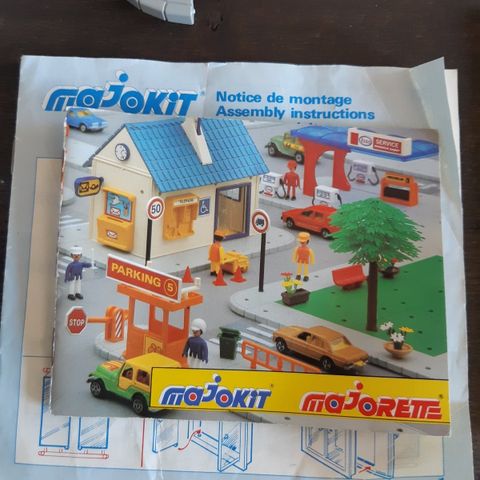 majoKit
Notice de montage
Assembly instructions
SERVICE
50
PARKING 5
STOP
majoKit
majoRette